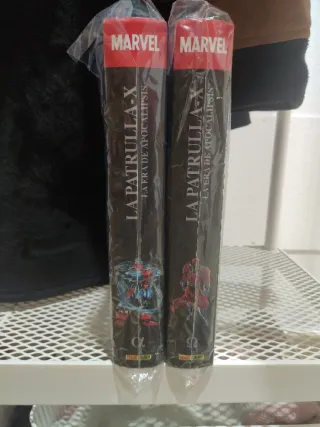 MARVEL
LA PATRULLA-X
LA ERA DE APOCALIPSIS
α
MARVEL
LA PATRULLA-X
LA ERA DE APOCALIPSIS
Ω